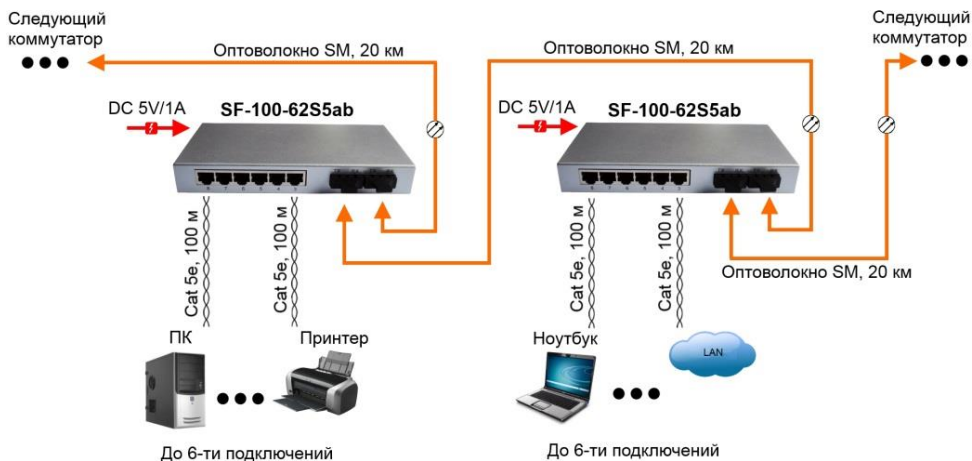 Следующий
коммутатор
Оптоволокно SM, 20 км
Оптоволокно SM, 20 км
Следующий
коммутатор
DC 5V/1A
SF-100-62S5ab
DC 5V/1A
SF-100-62S5ab
Cat 5e, 100 м
Cat 5e, 100 м
Cat 5e, 100 м
Cat 5e, 100 м
Оптоволокно SM, 20 км
ПК
Принтер
Ноутбук
LAN
До 6-ти подключений
До 6-ти подключений